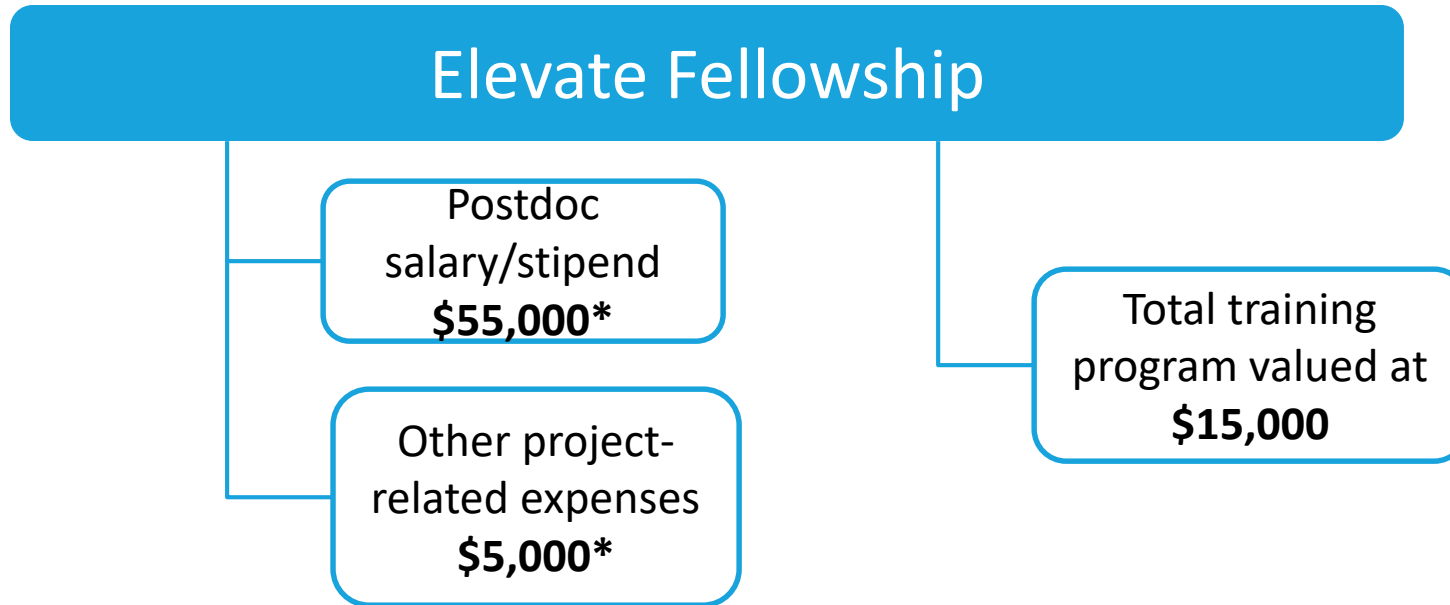 Elevate Fellowship
Postdoc
salary/stipend
$55,000*
Other project-
related expenses
$5,000*
Total training
program valued at
$15,000